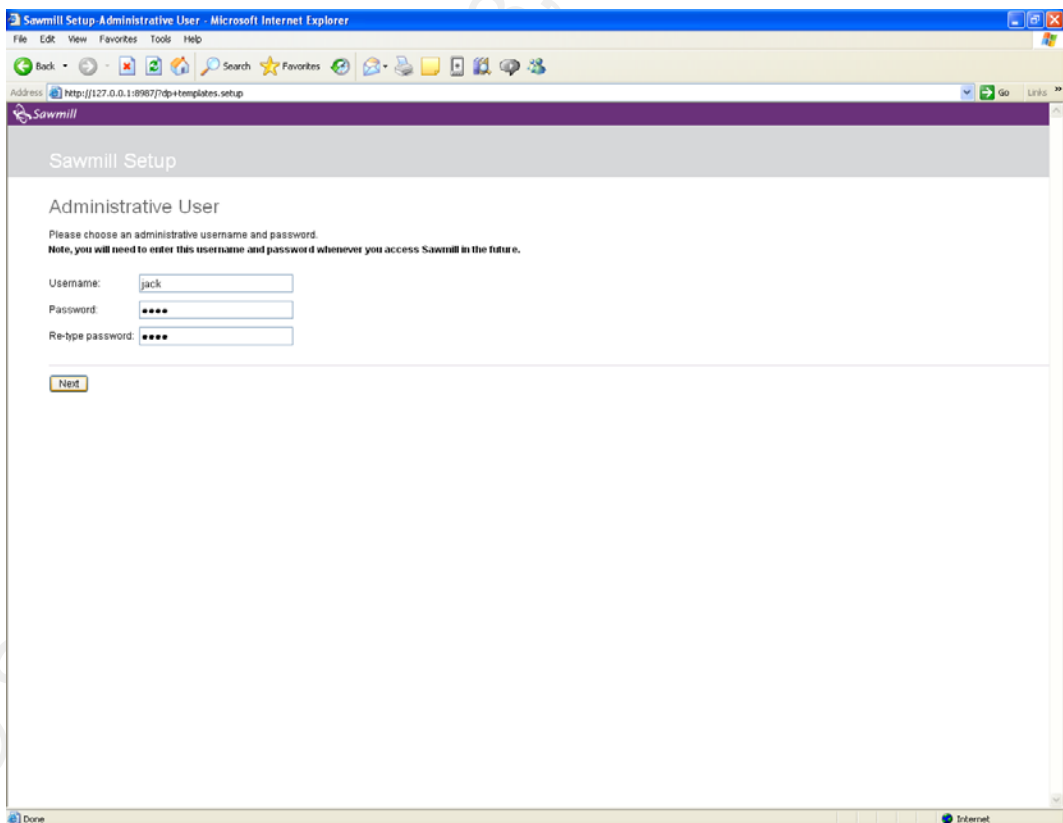 Sawmill Setup-Administrative User - Microsoft Internet Explorer
File Edit View Favorites Tools Help
Back Search Favorites
Address http://127.0.0.1:8987/?dp+templates.setup Go Links »
Sawmill
Sawmill Setup
Administrative User
Please choose an administrative username and password.
Note, you will need to enter this username and password whenever you access Sawmill in the future.
Username: jack
Password: ••••
Re-type password: ••••
Next
Done Internet